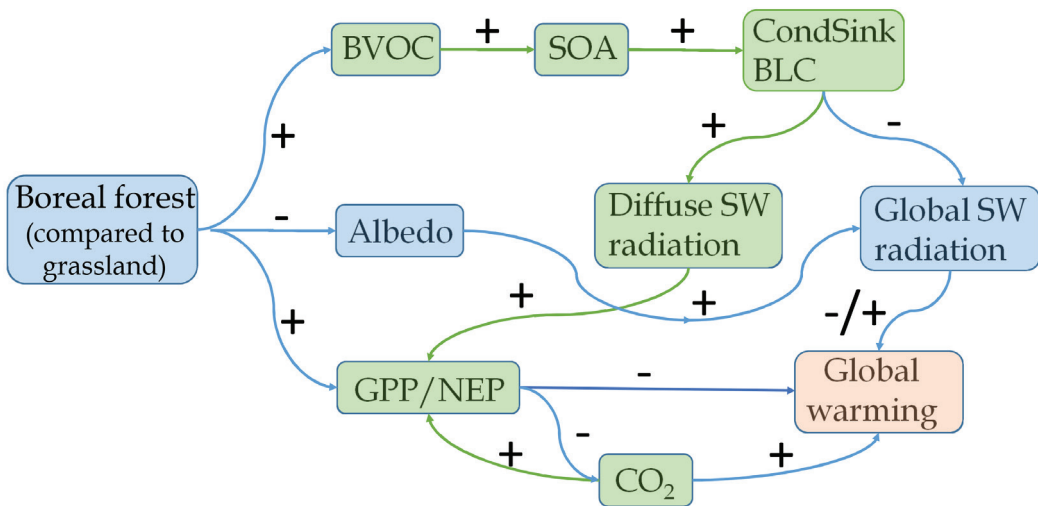 BVOC
+
SOA
+
CondSink
BLC
+
+
-
Boreal forest
(compared to
grassland)
-
Albedo
Diffuse SW
radiation
Global SW
radiation
+
+
+
-/+
GPP/NEP
-
Global
warming
-
+
+
CO₂